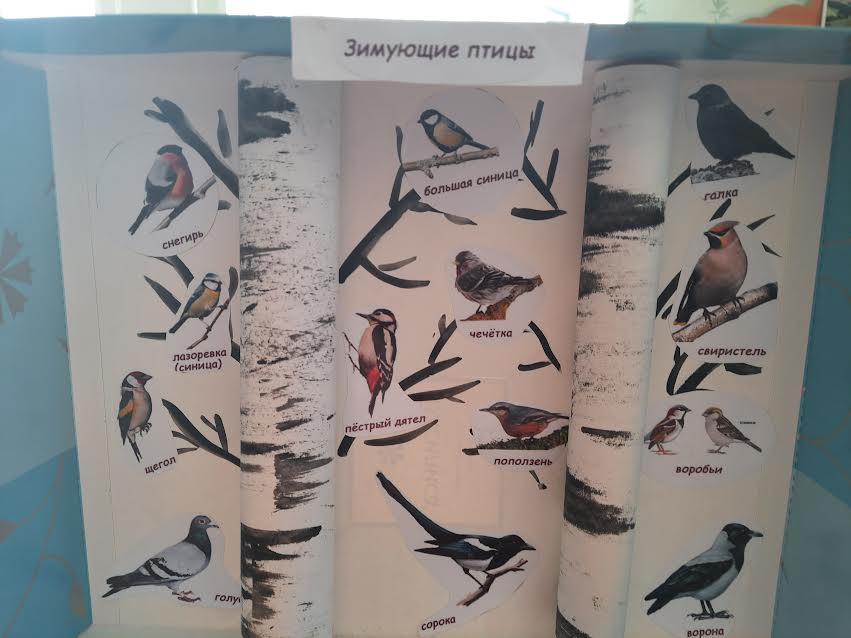 Зимующие птицы
снегирь
большая синица
галка
лазоревка
(синица)
чечётка
свиристель
щегол
пёстрый дятел
поползень
воробьи
сорока
ворона